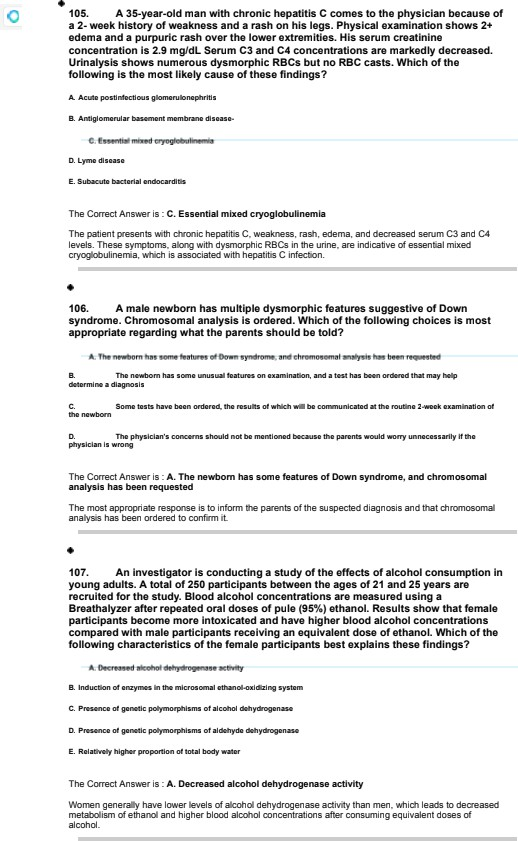 105. A 35-year-old man with chronic hepatitis C comes to the physician because of
a 2- week history of weakness and a rash on his legs. Physical examination shows 2+
edema and a purpuric rash over the lower extremities. His serum creatinine
concentration is 2.9 mg/dL Serum C3 and C4 concentrations are markedly decreased.
Urinalysis shows numerous dysmorphic RBCs but no RBC casts. Which of the
following is the most likely cause of these findings?
A. Acute postinfectious glomerulonephritis
B. Antiglomerular basement membrane disease-
C. Essential mixed cryoglobulinemia
D. Lyme disease
E. Subacute bacterial endocarditis
The Correct Answer is : C. Essential mixed cryoglobulinemia
The patient presents with chronic hepatitis C, weakness, rash, edema, and decreased serum C3 and C4
levels. These symptoms, along with dysmorphic RBCs in the urine, are indicative of essential mixed
cryoglobulinemia, which is associated with hepatitis C infection.
106. A male newborn has multiple dysmorphic features suggestive of Down
syndrome. Chromosomal analysis is ordered. Which of the following choices is most
appropriate regarding what the parents should be told?
A. The newborn has some features of Down syndrome, and chromosomal analysis has been requested
B. The newborn has some unusual features on examination, and a test has been ordered that may help
determine a diagnosis
C. Some tests have been ordered, the results of which will be communicated at the routine 2-week examination of
the newborn
D. The physician's concerns should not be mentioned because the parents would worry unnecessarily if the
physician is wrong
The Correct Answer is : A. The newborn has some features of Down syndrome, and chromosomal
analysis has been requested
The most appropriate response is to inform the parents of the suspected diagnosis and that chromosomal
analysis has been ordered to confirm it.
107. An investigator is conducting a study of the effects of alcohol consumption in
young adults. A total of 250 participants between the ages of 21 and 25 years are
recruited for the study. Blood alcohol concentrations are measured using a
Breathalyzer after repeated oral doses of pule (95%) ethanol. Results show that female
participants become more intoxicated and have higher blood alcohol concentrations
compared with male participants receiving an equivalent dose of ethanol. Which of the
following characteristics of the female participants best explains these findings?
A. Decreased alcohol dehydrogenase activity
B. Induction of enzymes in the microsomal ethanol-oxidizing system
C. Presence of genetic polymorphisms of alcohol dehydrogenase
D. Presence of genetic polymorphisms of aldehyde dehydrogenase
E. Relatively higher proportion of total body water
The Correct Answer is : A. Decreased alcohol dehydrogenase activity
Women generally have lower levels of alcohol dehydrogenase activity than men, which leads to decreased
metabolism of ethanol and higher blood alcohol concentrations after consuming equivalent doses of
alcohol.